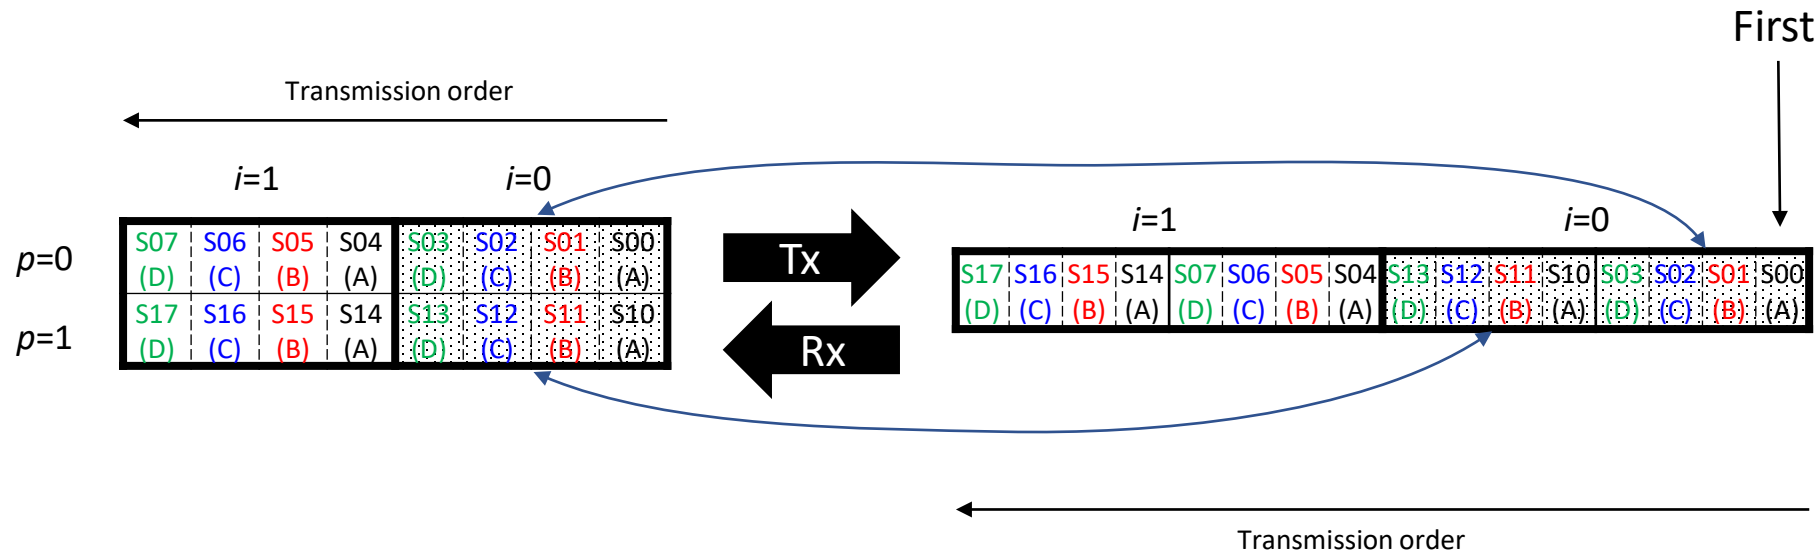 First
Transmission order
i=1 i=0
p=0
S07 S06 S05 S04 S03 S02 S01 S00
(D) (C) (B) (A) (D) (C) (B) (A)
p=1
S17 S16 S15 S14 S13 S12 S11 S10
(D) (C) (B) (A) (D) (C) (B) (A)
Tx
Rx
i=1 i=0
S17 S16 S15 S14 S07 S06 S05 S04 S13 S12 S11 S10 S03 S02 S01 S00
(D) (C) (B) (A) (D) (C) (B) (A) (D) (C) (B) (A) (D) (C) (B) (A)
Transmission order